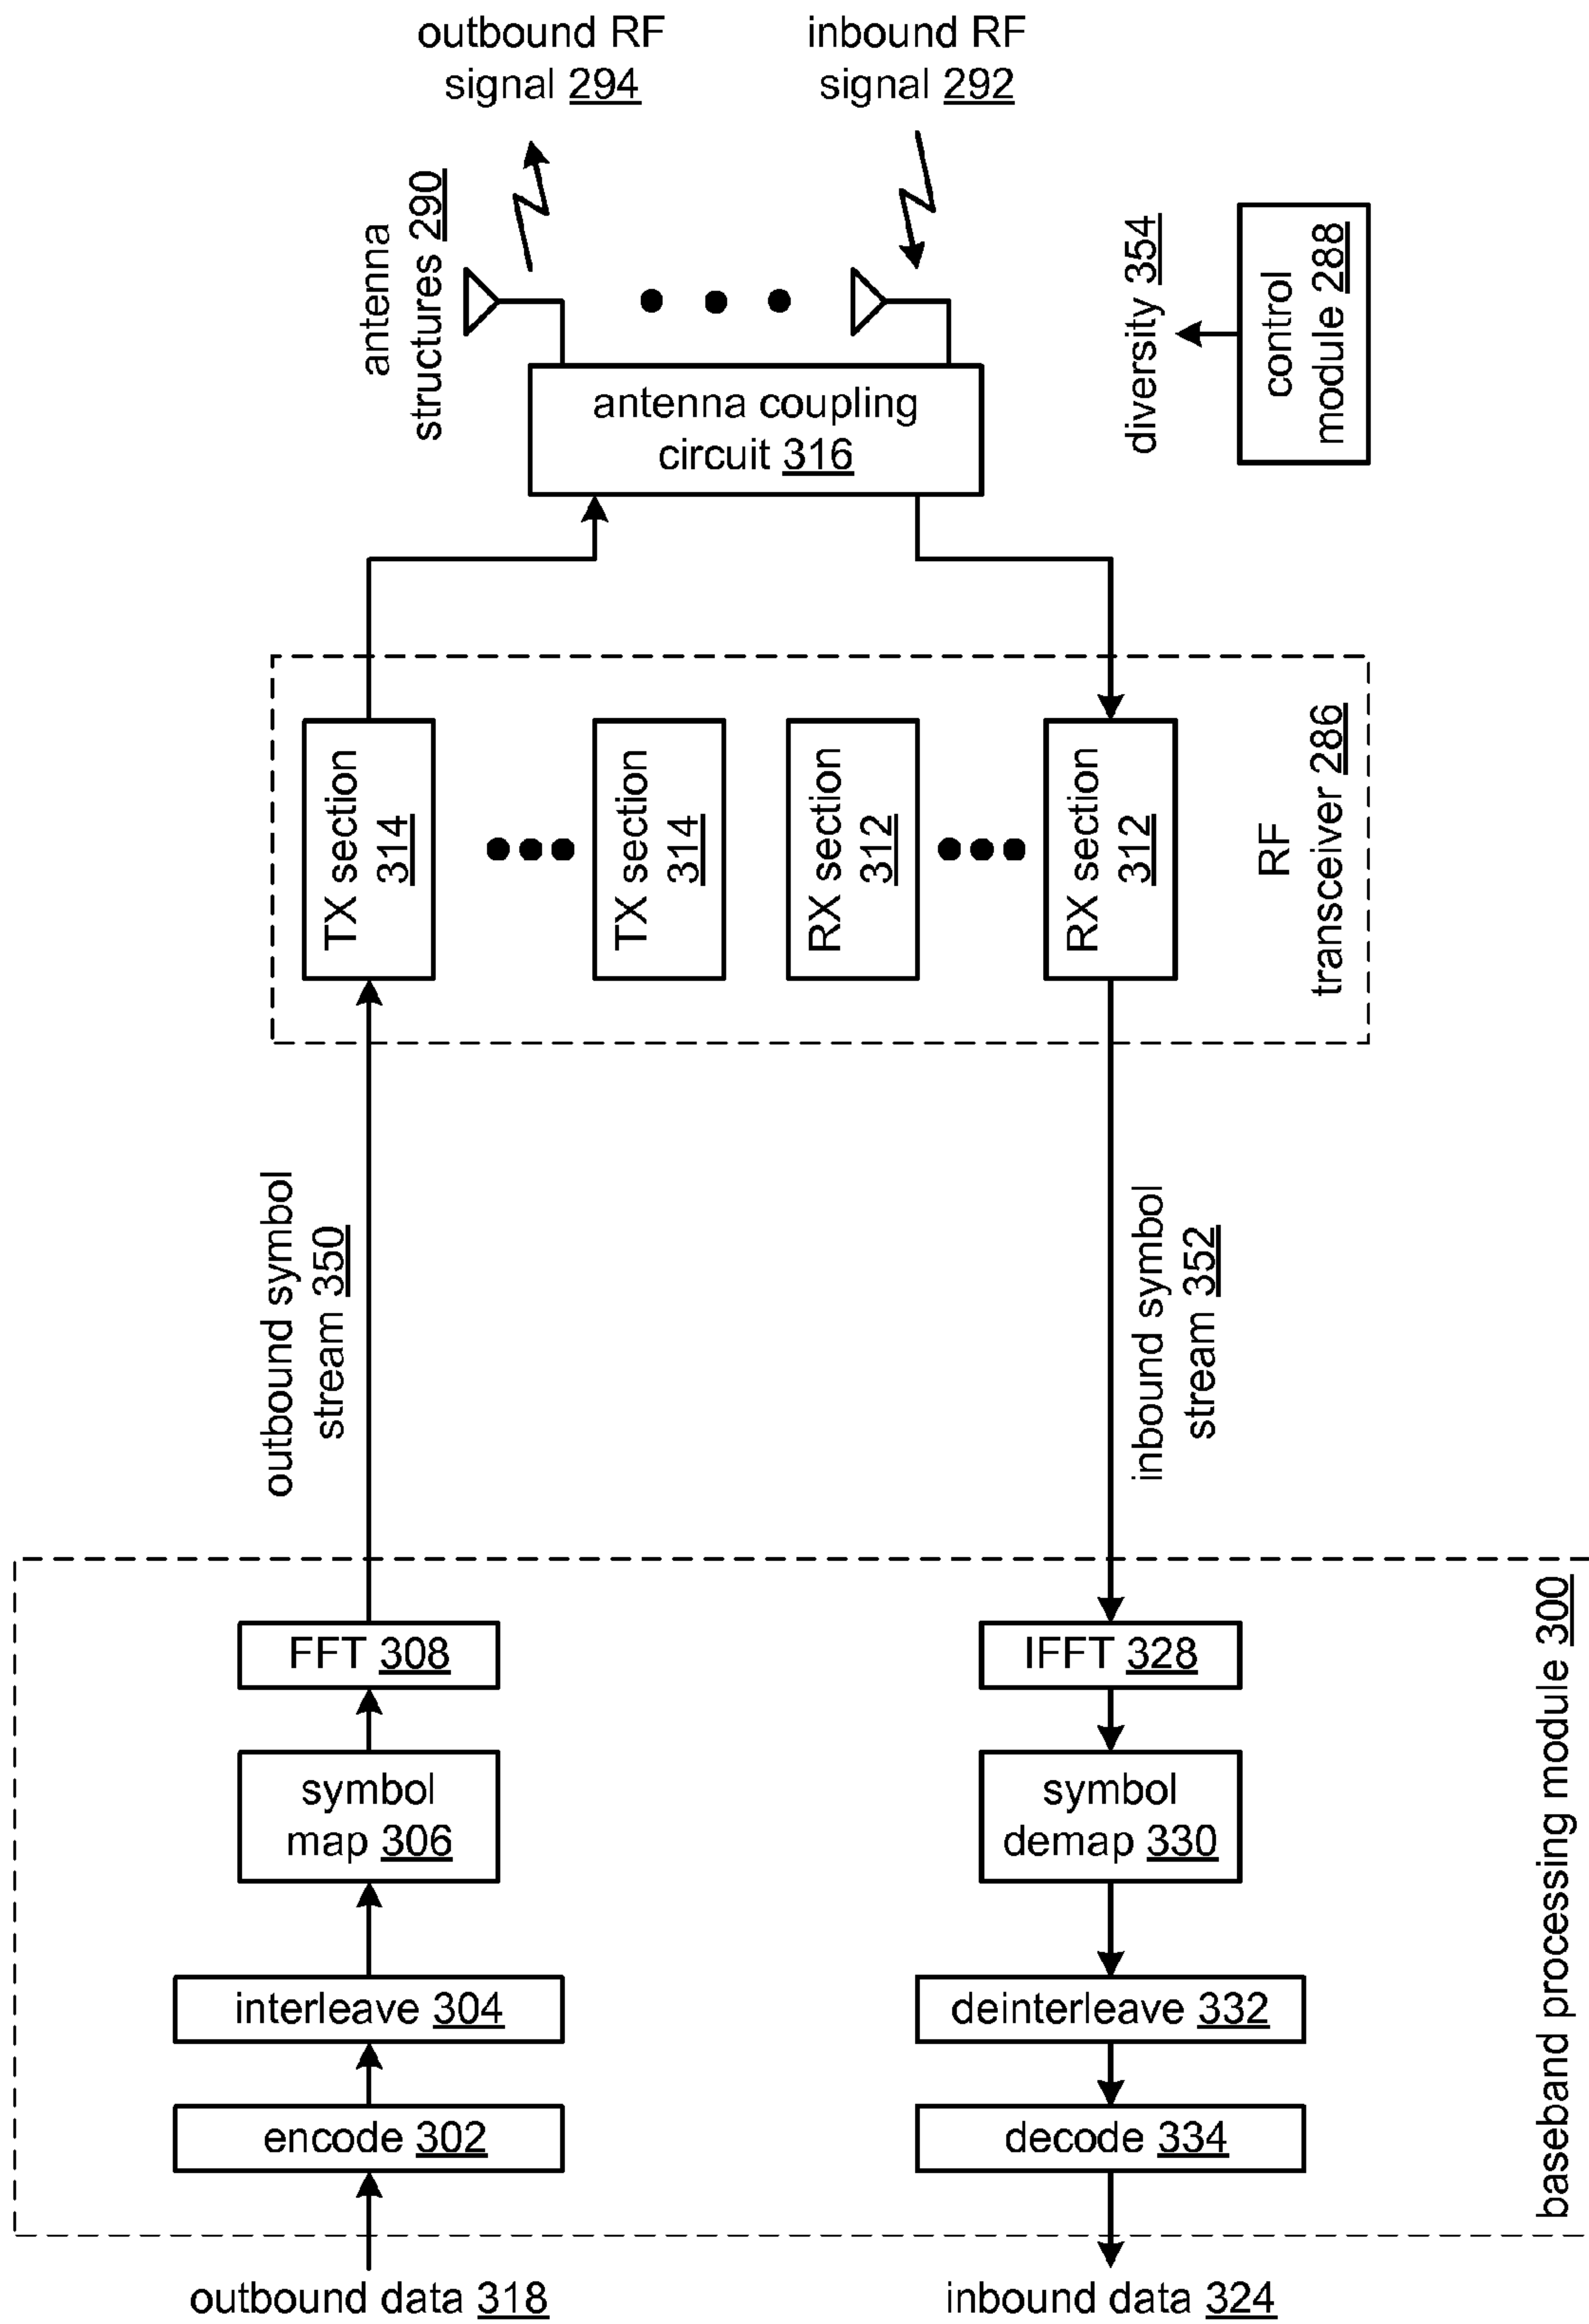 outbound RF
signal 294
inbound RF
signal 292
antenna
structures 290
diversity 354
control
module 288
antenna coupling
circuit 316
TX section
314
TX section
314
RX section
312
RX section
312
RF
transceiver 286
outbound symbol
stream 350
inbound symbol
stream 352
FFT 308
IFFT 328
symbol
map 306
symbol
demap 330
interleave 304
deinterleave 332
encode 302
decode 334
baseband processing module 300
outbound data 318
inbound data 324